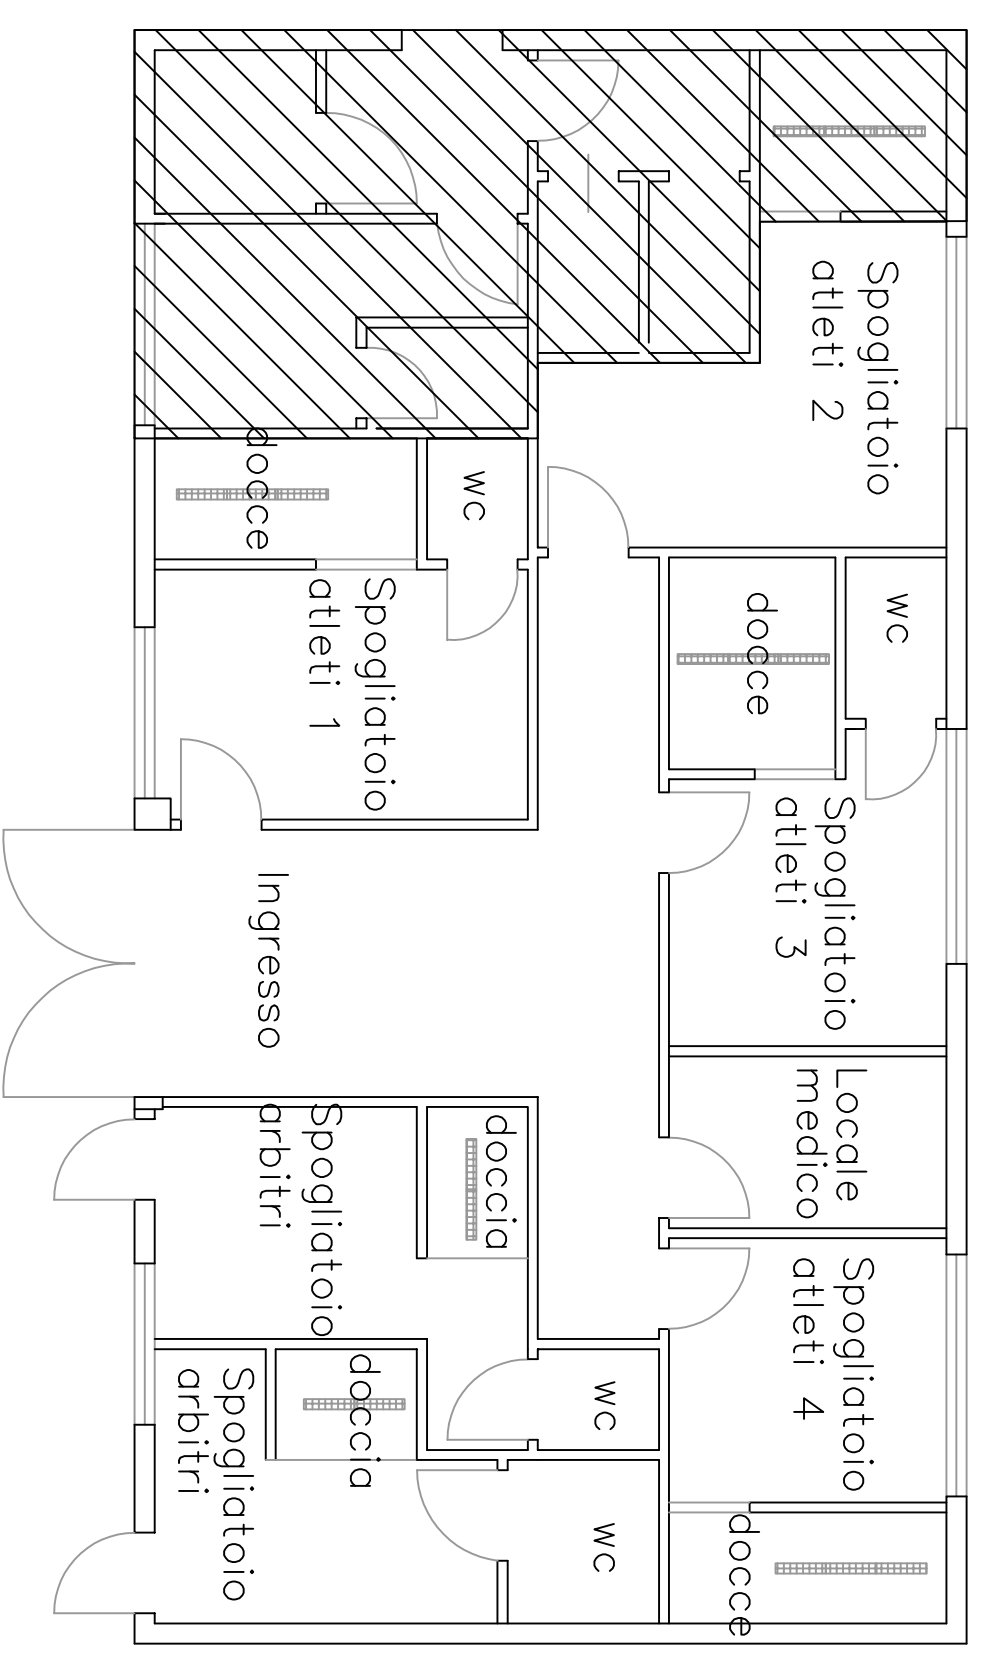 Spogliatoio
atleti 2
docce
wc
Spogliatoio
atleti 1
docce
wc
Spogliatoio
atleti 3
Ingresso
Locale
medico
Spogliatoio
arbitri
doccia
Spogliatoio
atleti 4
wc
doccia
Spogliatoio
arbitri
wc
docce